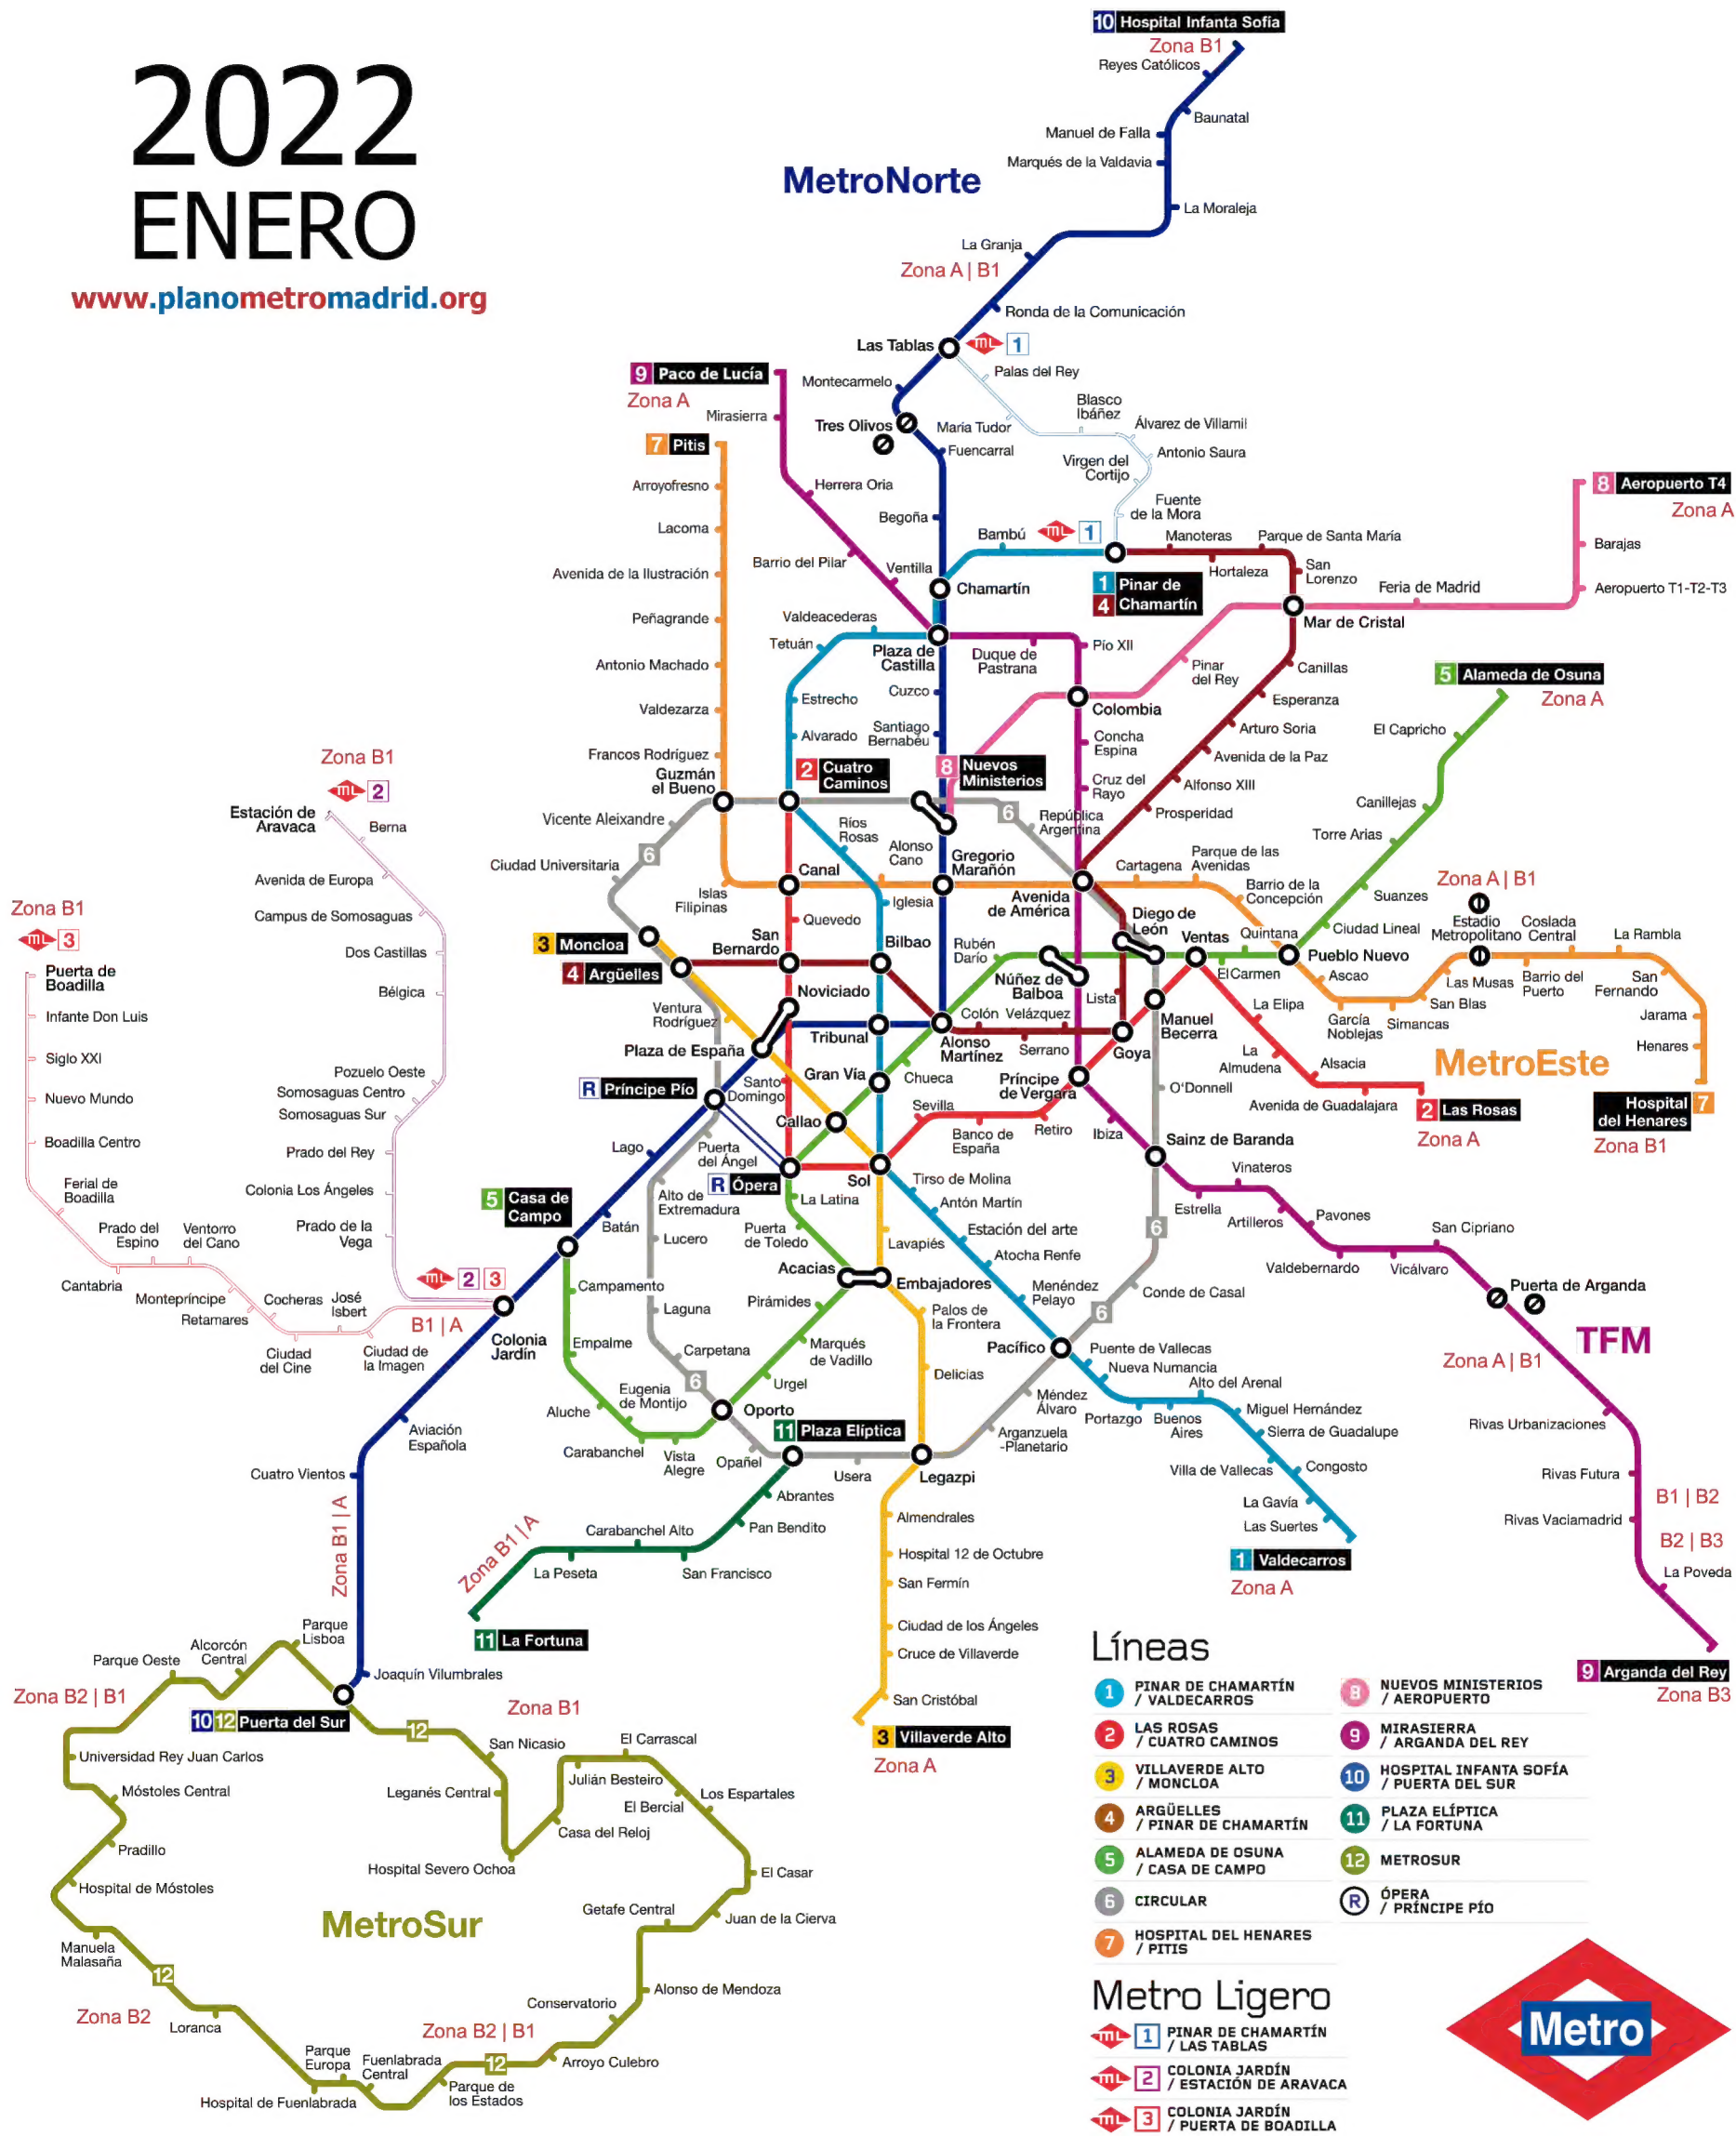 2022
ENERO
www.planometromadrid.org
10 Hospital Infanta Sofía
Zona B1
Reyes Católicos
Baunatal
Manuel de Falla
Marqués de la Valdavia
MetroNorte
La Moraleja
La Granja
Zona A | B1
Ronda de la Comunicación
Las Tablas
mL 1
Palas del Rey
9 Paco de Lucía
Zona A
Mirasierra
Montecarmelo
Blasco
Ibáñez
Álvarez de Villamil
Tres Olivos
María Tudor
7 Pitis
Fuencarral
Antonio Saura
Virgen del
Cortijo
Arroyofresno
Herrera Oria
8 Aeropuerto T4
Zona A
Fuente
de la Mora
Begoña
Lacoma
Bambú
mL 1
Manoteras
Parque de Santa María
Barajas
Barrio del Pilar
Ventilla
Avenida de la Ilustración
Hortaleza
San
Lorenzo
Chamartín
1 Pinar de
4 Chamartín
Feria de Madrid
Aeropuerto T1-T2-T3
Peñagrande
Valdeacederas
Mar de Cristal
Tetuán
Plaza de
Castilla
Duque de
Pastrana
Pío XII
Antonio Machado
Pinar
del Rey
Canillas
5 Alameda de Osuna
Zona A
Cuzco
Estrecho
Esperanza
Valdezarza
Colombia
Alvarado
Santiago
Bernabéu
Concha
Espina
Arturo Soria
El Capricho
Francos Rodríguez
Avenida de la Paz
Zona B1
mL 2
Guzmán
el Bueno
2 Cuatro
Caminos
8 Nuevos
Ministerios
Cruz del
Rayo
Alfonso XIII
Canillejas
Estación de
Aravaca
Berna
Vicente Aleixandre
Ríos
Rosas
6
República
Argentina
Prosperidad
Torre Arias
6
Ciudad Universitaria
Alonso
Cano
Gregorio
Marañón
Cartagena
Parque de las
Avenidas
Avenida de Europa
Islas
Filipinas
Canal
Iglesia
Avenida
de América
Barrio de la
Concepción
Suanzes
Zona A | B1
Zona B1
mL 3
Campus de Somosaguas
Quevedo
Diego de
León
Ciudad Lineal
Estadio
Metropolitano
Coslada
Central
La Rambla
3 Moncloa
San
Bernardo
Bilbao
Rubén
Darío
Ventas
Quintana
Pueblo Nuevo
Dos Castillas
4 Argüelles
Puerta de
Boadilla
El Carmen
Ascao
Las Musas
Barrio del
Puerto
San
Fernando
Bélgica
Noviciado
Núñez de
Balboa
Lista
La Elipa
San Blas
Infante Don Luis
Ventura
Rodríguez
Colón
Velázquez
Manuel
Becerra
García
Noblejas
Simancas
Jarama
Plaza de España
Tribunal
Alonso
Martínez
Serrano
Goya
La
Almudena
Alsacia
MetroEste
Henares
Siglo XXI
Pozuelo Oeste
Somosaguas Centro
Somosaguas Sur
R Príncipe Pío
Santo
Domingo
Gran Vía
Chueca
Príncipe
de Vergara
O'Donnell
Avenida de Guadalajara
2 Las Rosas
Zona A
Hospital
del Henares 7
Zona B1
Nuevo Mundo
Callao
Sevilla
Boadilla Centro
Prado del Rey
Lago
Puerta
del Ángel
Banco de
España
Retiro
Ibiza
Sainz de Baranda
Ferial de
Boadilla
Colonia Los Ángeles
R Ópera
Sol
Vinateros
5 Casa de
Campo
Alto de
Extremadura
La Latina
Tirso de Molina
Antón Martín
Estrella
Artilleros
Pavones
Prado del
Espino
Ventorro
del Cano
Prado de la
Vega
Batán
Lucero
Puerta
de Toledo
Lavapiés
Estación del arte
6
San Cipriano
Atocha Renfe
Valdebernardo
Vicálvaro
Cantabria
Montepríncipe
mL 2 3
Campamento
Acacias
Embajadores
Menéndez
Pelayo
Conde de Casal
Puerta de Arganda
Retamares
Cocheras
José
Isbert
B1 | A
Colonia
Jardín
Laguna
Pirámides
Palos de
la Frontera
6
TFM
Zona A | B1
Ciudad
del Cine
Ciudad de
la Imagen
Empalme
Carpetana
Marqués
de Vadillo
Pacífico
Puente de Vallecas
Nueva Numancia
6
Eugenia
de Montijo
Urgel
Delicias
Alto del Arenal
Aluche
Oporto
Méndez
Álvaro
Portazgo
Buenos
Aires
Miguel Hernández
Rivas Urbanizaciones
Aviación
Española
11 Plaza Elíptica
Arganzuela
-Planetario
Sierra de Guadalupe
Carabanchel
Vista
Alegre
Opañel
Usera
Legazpi
Villa de Vallecas
Congosto
Cuatro Vientos
Rivas Futura
Abrantes
La Gavía
B1 | B2
Zona B1 | A
Zona B1 | A
Carabanchel Alto
Pan Bendito
Almendrales
Las Suertes
Rivas Vaciamadrid
B2 | B3
La Peseta
San Francisco
Hospital 12 de Octubre
1 Valdecarros
Zona A
La Poveda
San Fermín
11 La Fortuna
Ciudad de los Ángeles
Cruce de Villaverde
Parque
Lisboa
Alcorcón
Central
Parque Oeste
Joaquín Vilumbrales
San Cristóbal
9 Arganda del Rey
Zona B3
Zona B2 | B1
10 12 Puerta del Sur
Zona B1
3 Villaverde Alto
Zona A
12
San Nicasio
El Carrascal
Universidad Rey Juan Carlos
Móstoles Central
Leganés Central
Julián Besteiro
El Bercial
Los Espartales
Casa del Reloj
Pradillo
Hospital Severo Ochoa
El Casar
Hospital de Móstoles
MetroSur
Getafe Central
Juan de la Cierva
Manuela
Malasaña
12
Alonso de Mendoza
Zona B2
Loranca
Conservatorio
Zona B2 | B1
Parque
Europa
Fuenlabrada
Central
12
Arroyo Culebro
Hospital de Fuenlabrada
Parque de
los Estados
Líneas
1 PINAR DE CHAMARTÍN
/ VALDECARROS
2 LAS ROSAS
/ CUATRO CAMINOS
3 VILLAVERDE ALTO
/ MONCLOA
4 ARGÜELLES
/ PINAR DE CHAMARTÍN
5 ALAMEDA DE OSUNA
/ CASA DE CAMPO
6 CIRCULAR
7 HOSPITAL DEL HENARES
/ PITIS
8 NUEVOS MINISTERIOS
/ AEROPUERTO
9 MIRASIERRA
/ ARGANDA DEL REY
10 HOSPITAL INFANTA SOFÍA
/ PUERTA DEL SUR
11 PLAZA ELÍPTICA
/ LA FORTUNA
12 METROSUR
R ÓPERA
/ PRÍNCIPE PÍO
Metro Ligero
mL 1 PINAR DE CHAMARTÍN
/ LAS TABLAS
mL 2 COLONIA JARDÍN
/ ESTACIÓN DE ARAVACA
mL 3 COLONIA JARDÍN
/ PUERTA DE BOADILLA
Metro